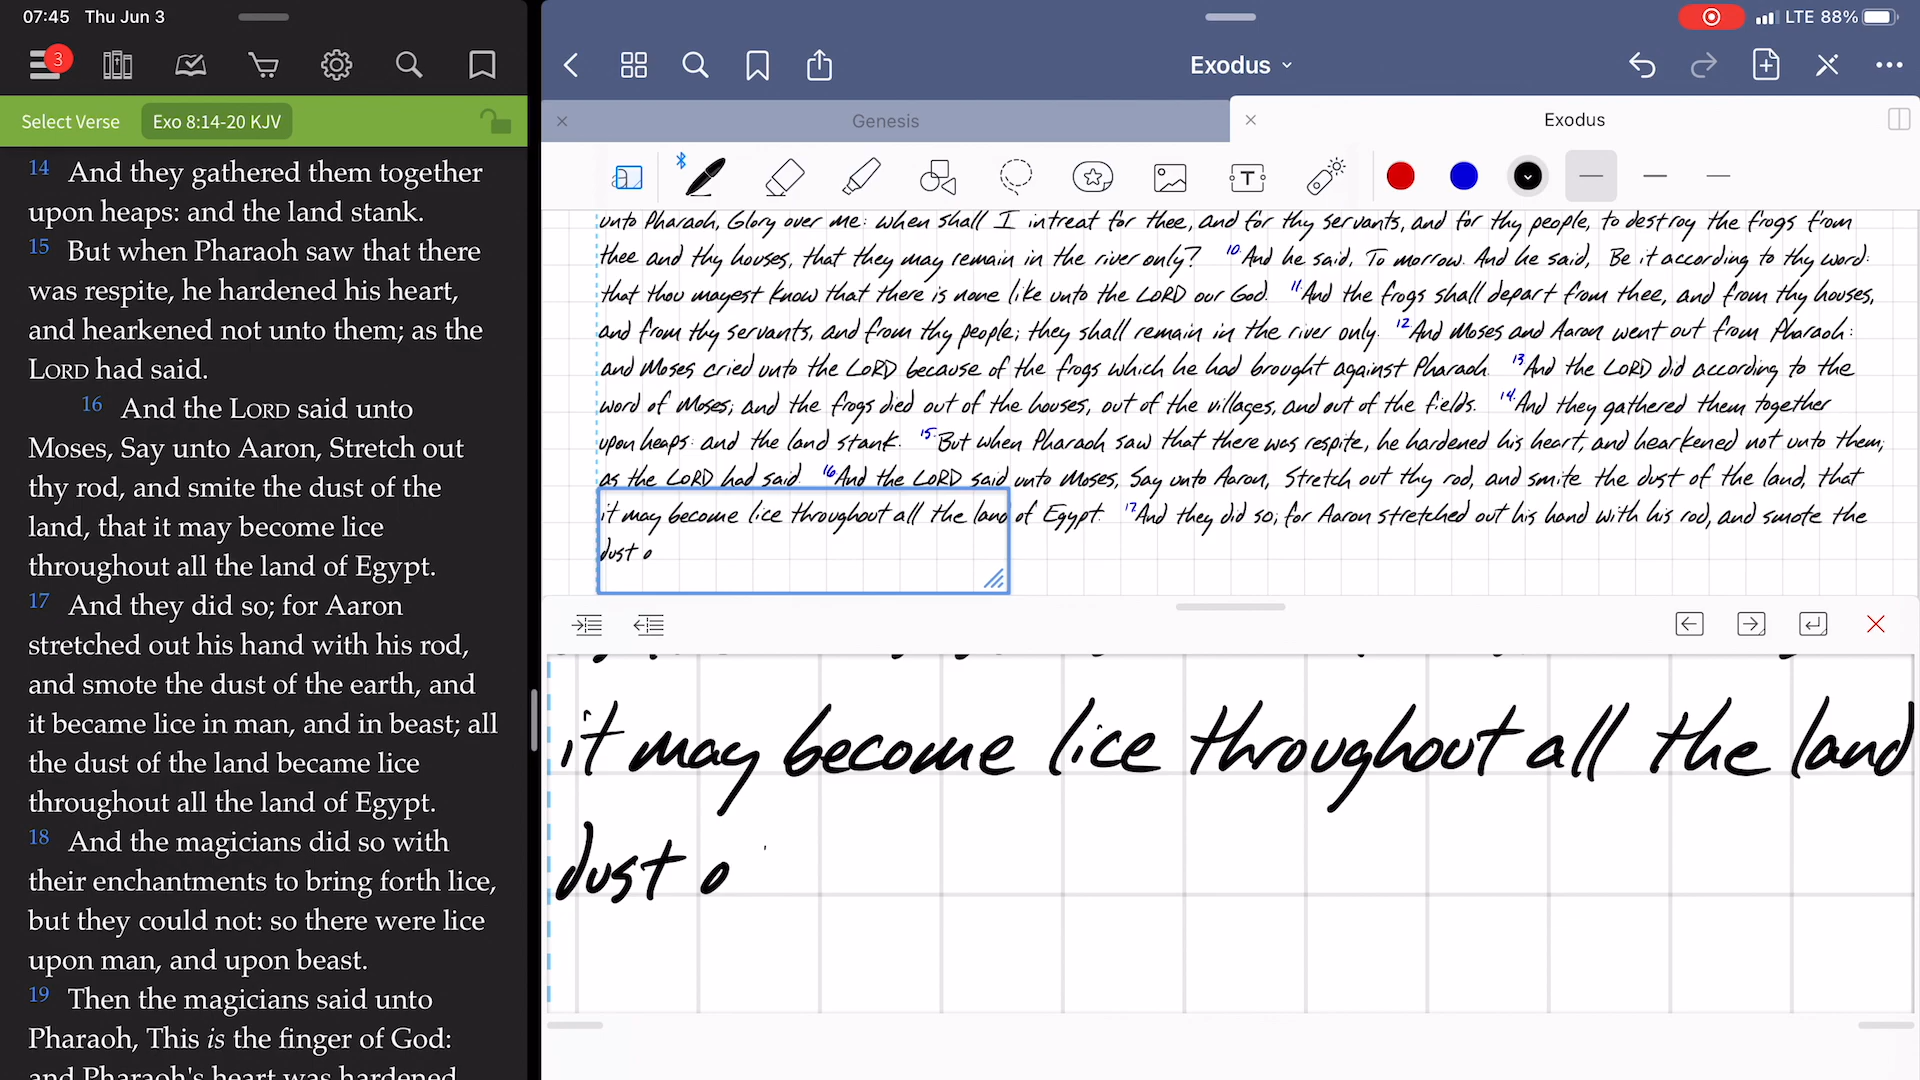 07:45 Thu Jun 3
LTE 88%
3
Exodus
Select Verse Exo 8:14-20 KJV
Genesis
Exodus
T
14 And they gathered them together
upon heaps: and the land stank.
15 But when Pharaoh saw that there
was respite, he hardened his heart,
and hearkened not unto them; as the
LORD had said.
16 And the LORD said unto
Moses, Say unto Aaron, Stretch out
thy rod, and smite the dust of the
land, that it may become lice
throughout all the land of Egypt.
17 And they did so; for Aaron
stretched out his hand with his rod,
and smote the dust of the earth, and
it became lice in man, and in beast; all
the dust of the land became lice
throughout all the land of Egypt.
18 And the magicians did so with
their enchantments to bring forth lice,
but they could not: so there were lice
upon man, and upon beast.
19 Then the magicians said unto
Pharaoh, This is the finger of God:
and Pharaoh's heart was hardened
unto Pharaoh, Glory over me: when shall I intreat for thee, and for thy servants, and for thy people, to destroy the frogs from
thee and thy houses, that they may remain in the river only? 10. And he said, To morrow. And he said, Be it according to thy word:
that thou mayest know that there is none like unto the LORD our God. 11. And the frogs shall depart from thee, and from thy houses,
and from thy servants, and from thy people; they shall remain in the river only. 12. And Moses and Aaron went out from Pharaoh:
and Moses cried unto the LORD because of the frogs which he had brought against Pharaoh. 13. And the LORD did according to the
word of Moses; and the frogs died out of the houses, out of the villages, and out of the fields. 14. And they gathered them together
upon heaps: and the land stank. 15. But when Pharaoh saw that there was respite, he hardened his heart, and hearkened not unto them;
as the LORD had said. 16. And the LORD said unto Moses, Say unto Aaron, Stretch out thy rod, and smite the dust of the land, that
it may become lice throughout all the land of Egypt. 17. And they did so; for Aaron stretched out his hand with his rod, and smote the
dust o
it may become lice throughout all the land
dust o